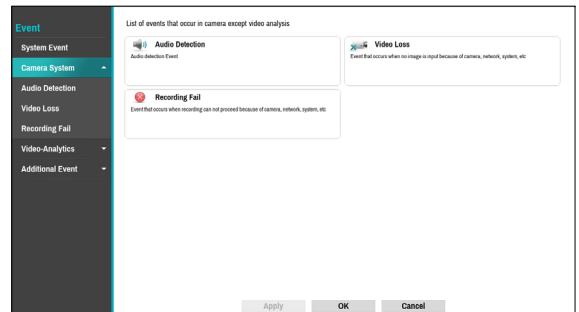 Event
System Event
Camera System
Audio Detection
Video Loss
Recording Fail
Video-Analytics
Additional Event
List of events that occur in camera except video analysis
Audio Detection
Audio detection Event
Video Loss
Event that occurs when no image is input because of camera, network, system, etc
Recording Fail
Event that occurs when recording can not proceed because of camera, network, system, etc
Apply
OK
Cancel